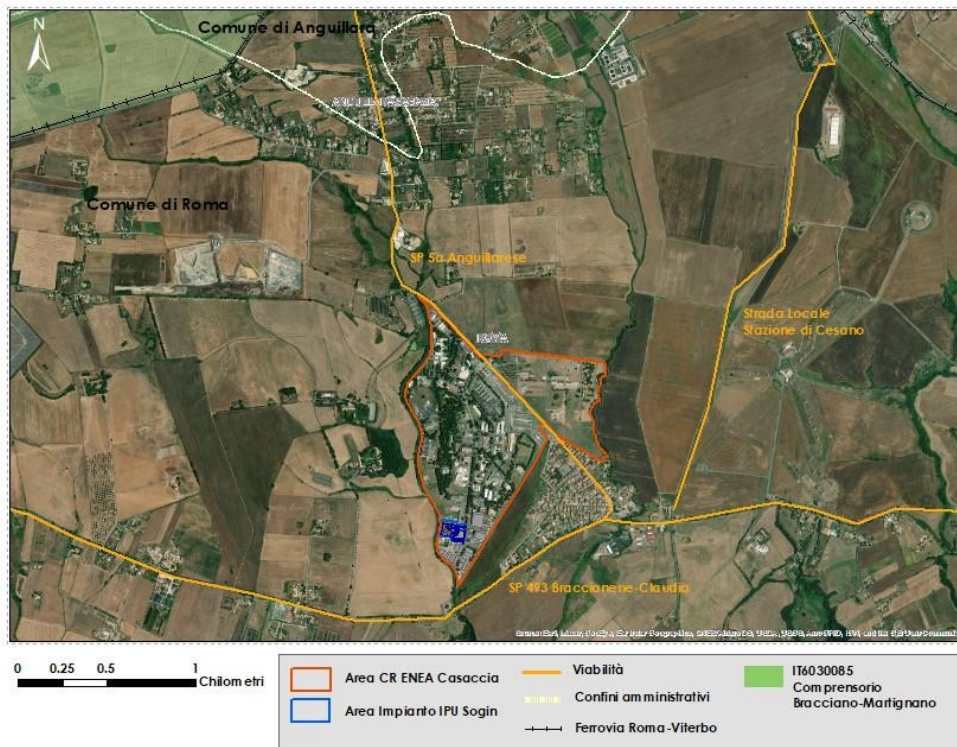 N
Comune di Anguillara
Comune di Roma
SP 5a Anguillarese
Strada Locale
Stazione di Cesano
SP 493 Braccianene-Claudia
0
0.25
0.5
1
Chilometri
Area CR ENEA Casaccia
Area Impianto IPU Sogin
Viabilità
Confini amministrativi
Ferrovia Roma-Viterbo
IT6030085
Comprensorio
Bracciano-Martignano